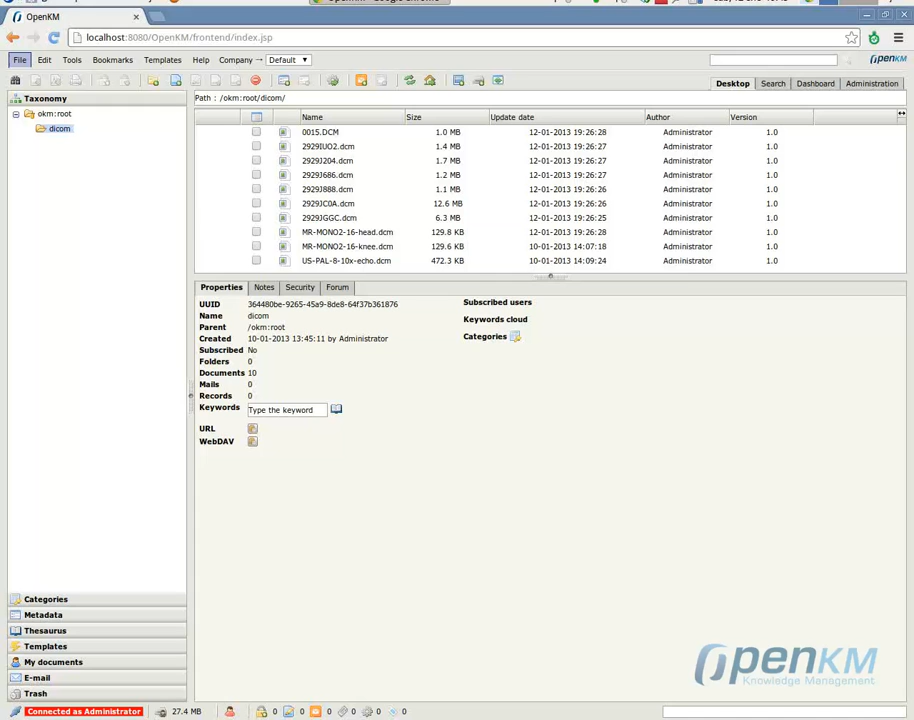 OpenKM
localhost:8080/OpenKM/frontend/index.jsp
File Edit Tools Bookmarks Templates Help Company Default
OpenKM
Desktop Search Dashboard Administration
Taxonomy
okm:root
dicom
Path : /okm:root/dicom/
Name Size Update date Author Version
0015.DCM 1.0 MB 12-01-2013 19:26:28 Administrator 1.0
2929IUO2.dcm 1.4 MB 12-01-2013 19:26:27 Administrator 1.0
2929J204.dcm 1.7 MB 12-01-2013 19:26:27 Administrator 1.0
2929J686.dcm 1.2 MB 12-01-2013 19:26:27 Administrator 1.0
2929J888.dcm 1.1 MB 12-01-2013 19:26:26 Administrator 1.0
2929JC0A.dcm 12.6 MB 12-01-2013 19:26:26 Administrator 1.0
2929JGGC.dcm 6.3 MB 12-01-2013 19:26:25 Administrator 1.0
MR-MONO2-16-head.dcm 129.8 KB 12-01-2013 19:26:28 Administrator 1.0
MR-MONO2-16-knee.dcm 129.6 KB 10-01-2013 14:07:18 Administrator 1.0
US-PAL-8-10x-echo.dcm 472.3 KB 10-01-2013 14:09:24 Administrator 1.0
Properties Notes Security Forum
UUID 364480be-9265-45a9-8de8-64f37b361876
Name dicom
Parent /okm:root
Created 10-01-2013 13:45:11 by Administrator
Subscribed No
Folders 0
Documents 10
Mails 0
Records 0
Keywords Type the keyword
URL
WebDAV
Subscribed users
Keywords cloud
Categories
Categories
Metadata
Thesaurus
Templates
My documents
E-mail
Trash
OpenKM
Knowledge Management
Connected as Administrator 27.4 MB 0 0 0 0 0 0